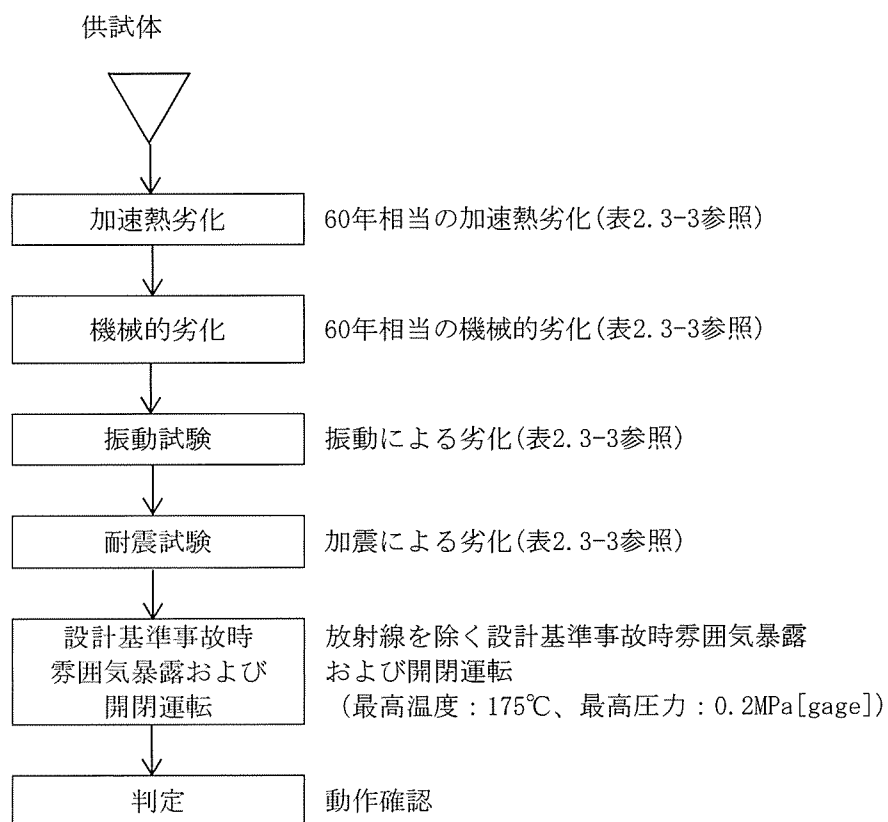 供試体
加速熱劣化
60年相当の加速熱劣化(表2.3-3参照)
機械的劣化
60年相当の機械的劣化(表2.3-3参照)
振動試験
振動による劣化(表2.3-3参照)
耐震試験
加震による劣化(表2.3-3参照)
設計基準事故時
雰囲気暴露および
開閉運転
放射線を除く設計基準事故時雰囲気暴露
および開閉運転
(最高温度：175℃、最高圧力：0.2MPa[gage])
判定
動作確認